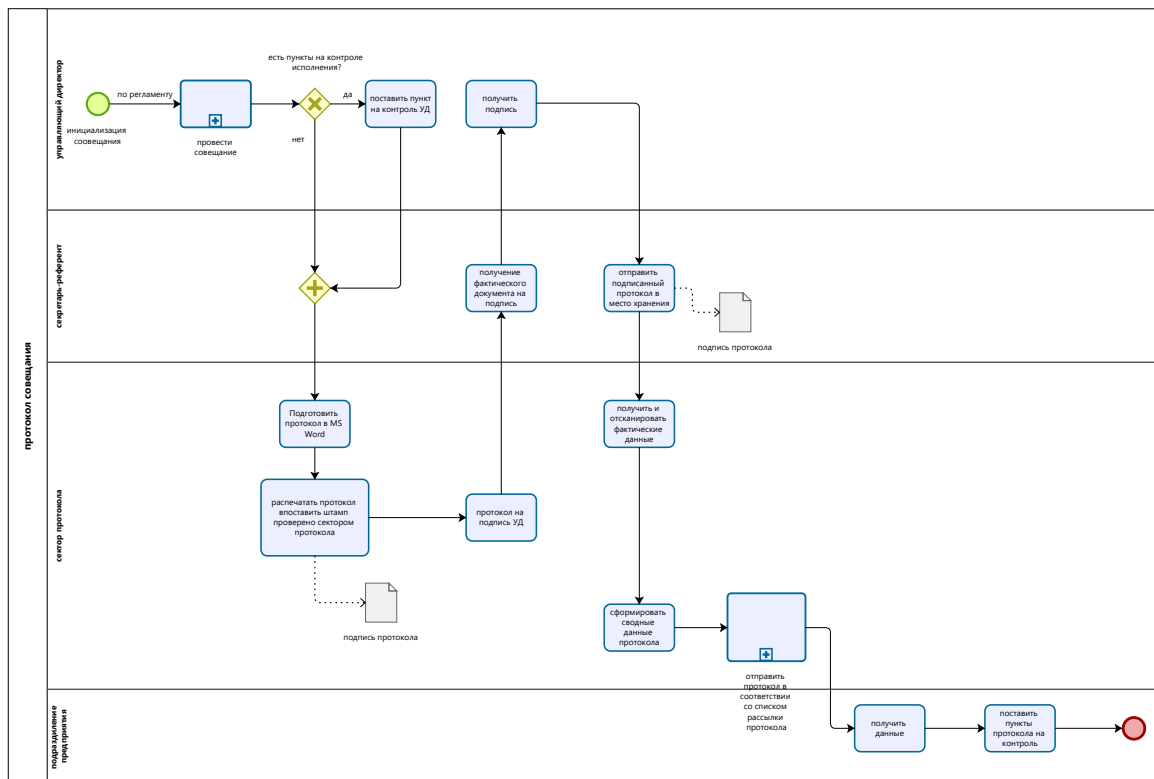 протокол совещания
управляющий директор
есть пункты на контроле
исполнения?
по регламенту
инициализация
соовещания
провести
совещание
да
нет
поставить пункт
на контроль УД
получить
подпись
секретарь-референт
получение
фактического
документа на
подпись
отправить
подписанный
протокол в
место хранения
подпись протокола
сектор протокола
Подготовить
протокол в MS
Word
получить и
отсканировать
фактические
данные
распечатать протокол
впоставить штамп
проверено сектором
протокола
протокол на
подпись УД
подпись протокола
сформировать
сводные
данные
протокола
отправить
протокол в
соответствии
со списком
рассылки
протокола
подразделение
предприятия
получить
данные
поставить
пункты
протокола на
контроль